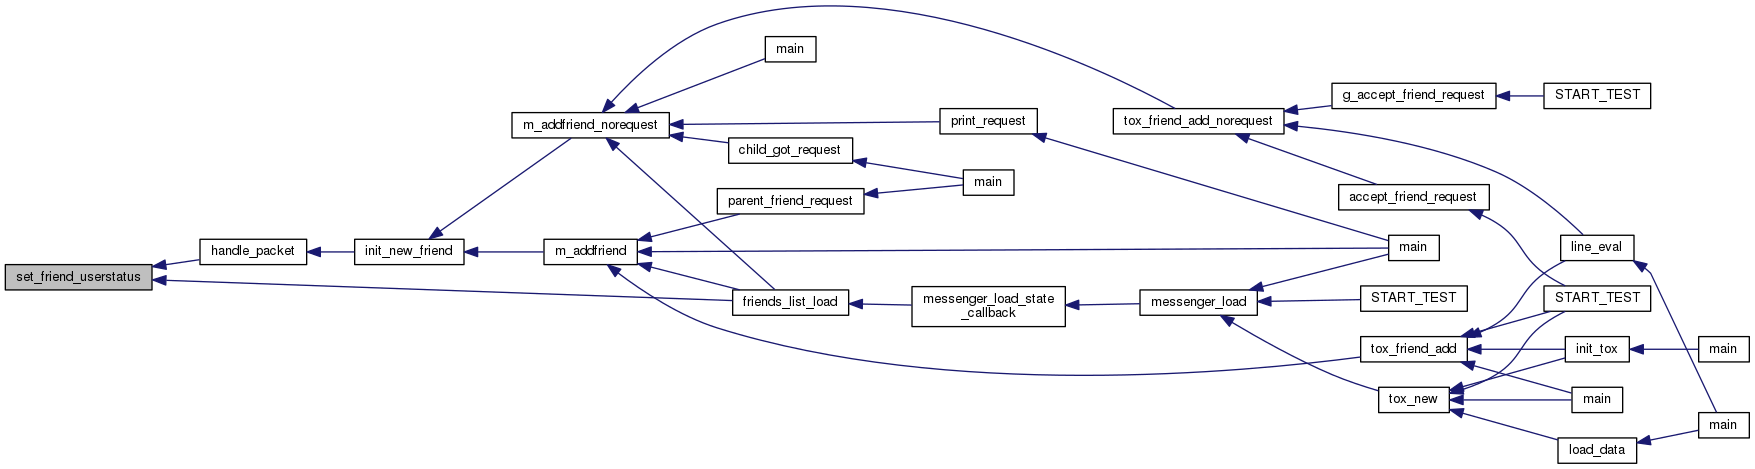 main
g_accept_friend_request
START_TEST
m_addfriend_norequest
print_request
tox_friend_add_norequest
child_got_request
main
parent_friend_request
accept_friend_request
handle_packet
init_new_friend
m_addfriend
main
line_eval
set_friend_userstatus
friends_list_load
messenger_load_state
_callback
messenger_load
START_TEST
START_TEST
tox_friend_add
init_tox
main
tox_new
main
main
load_data